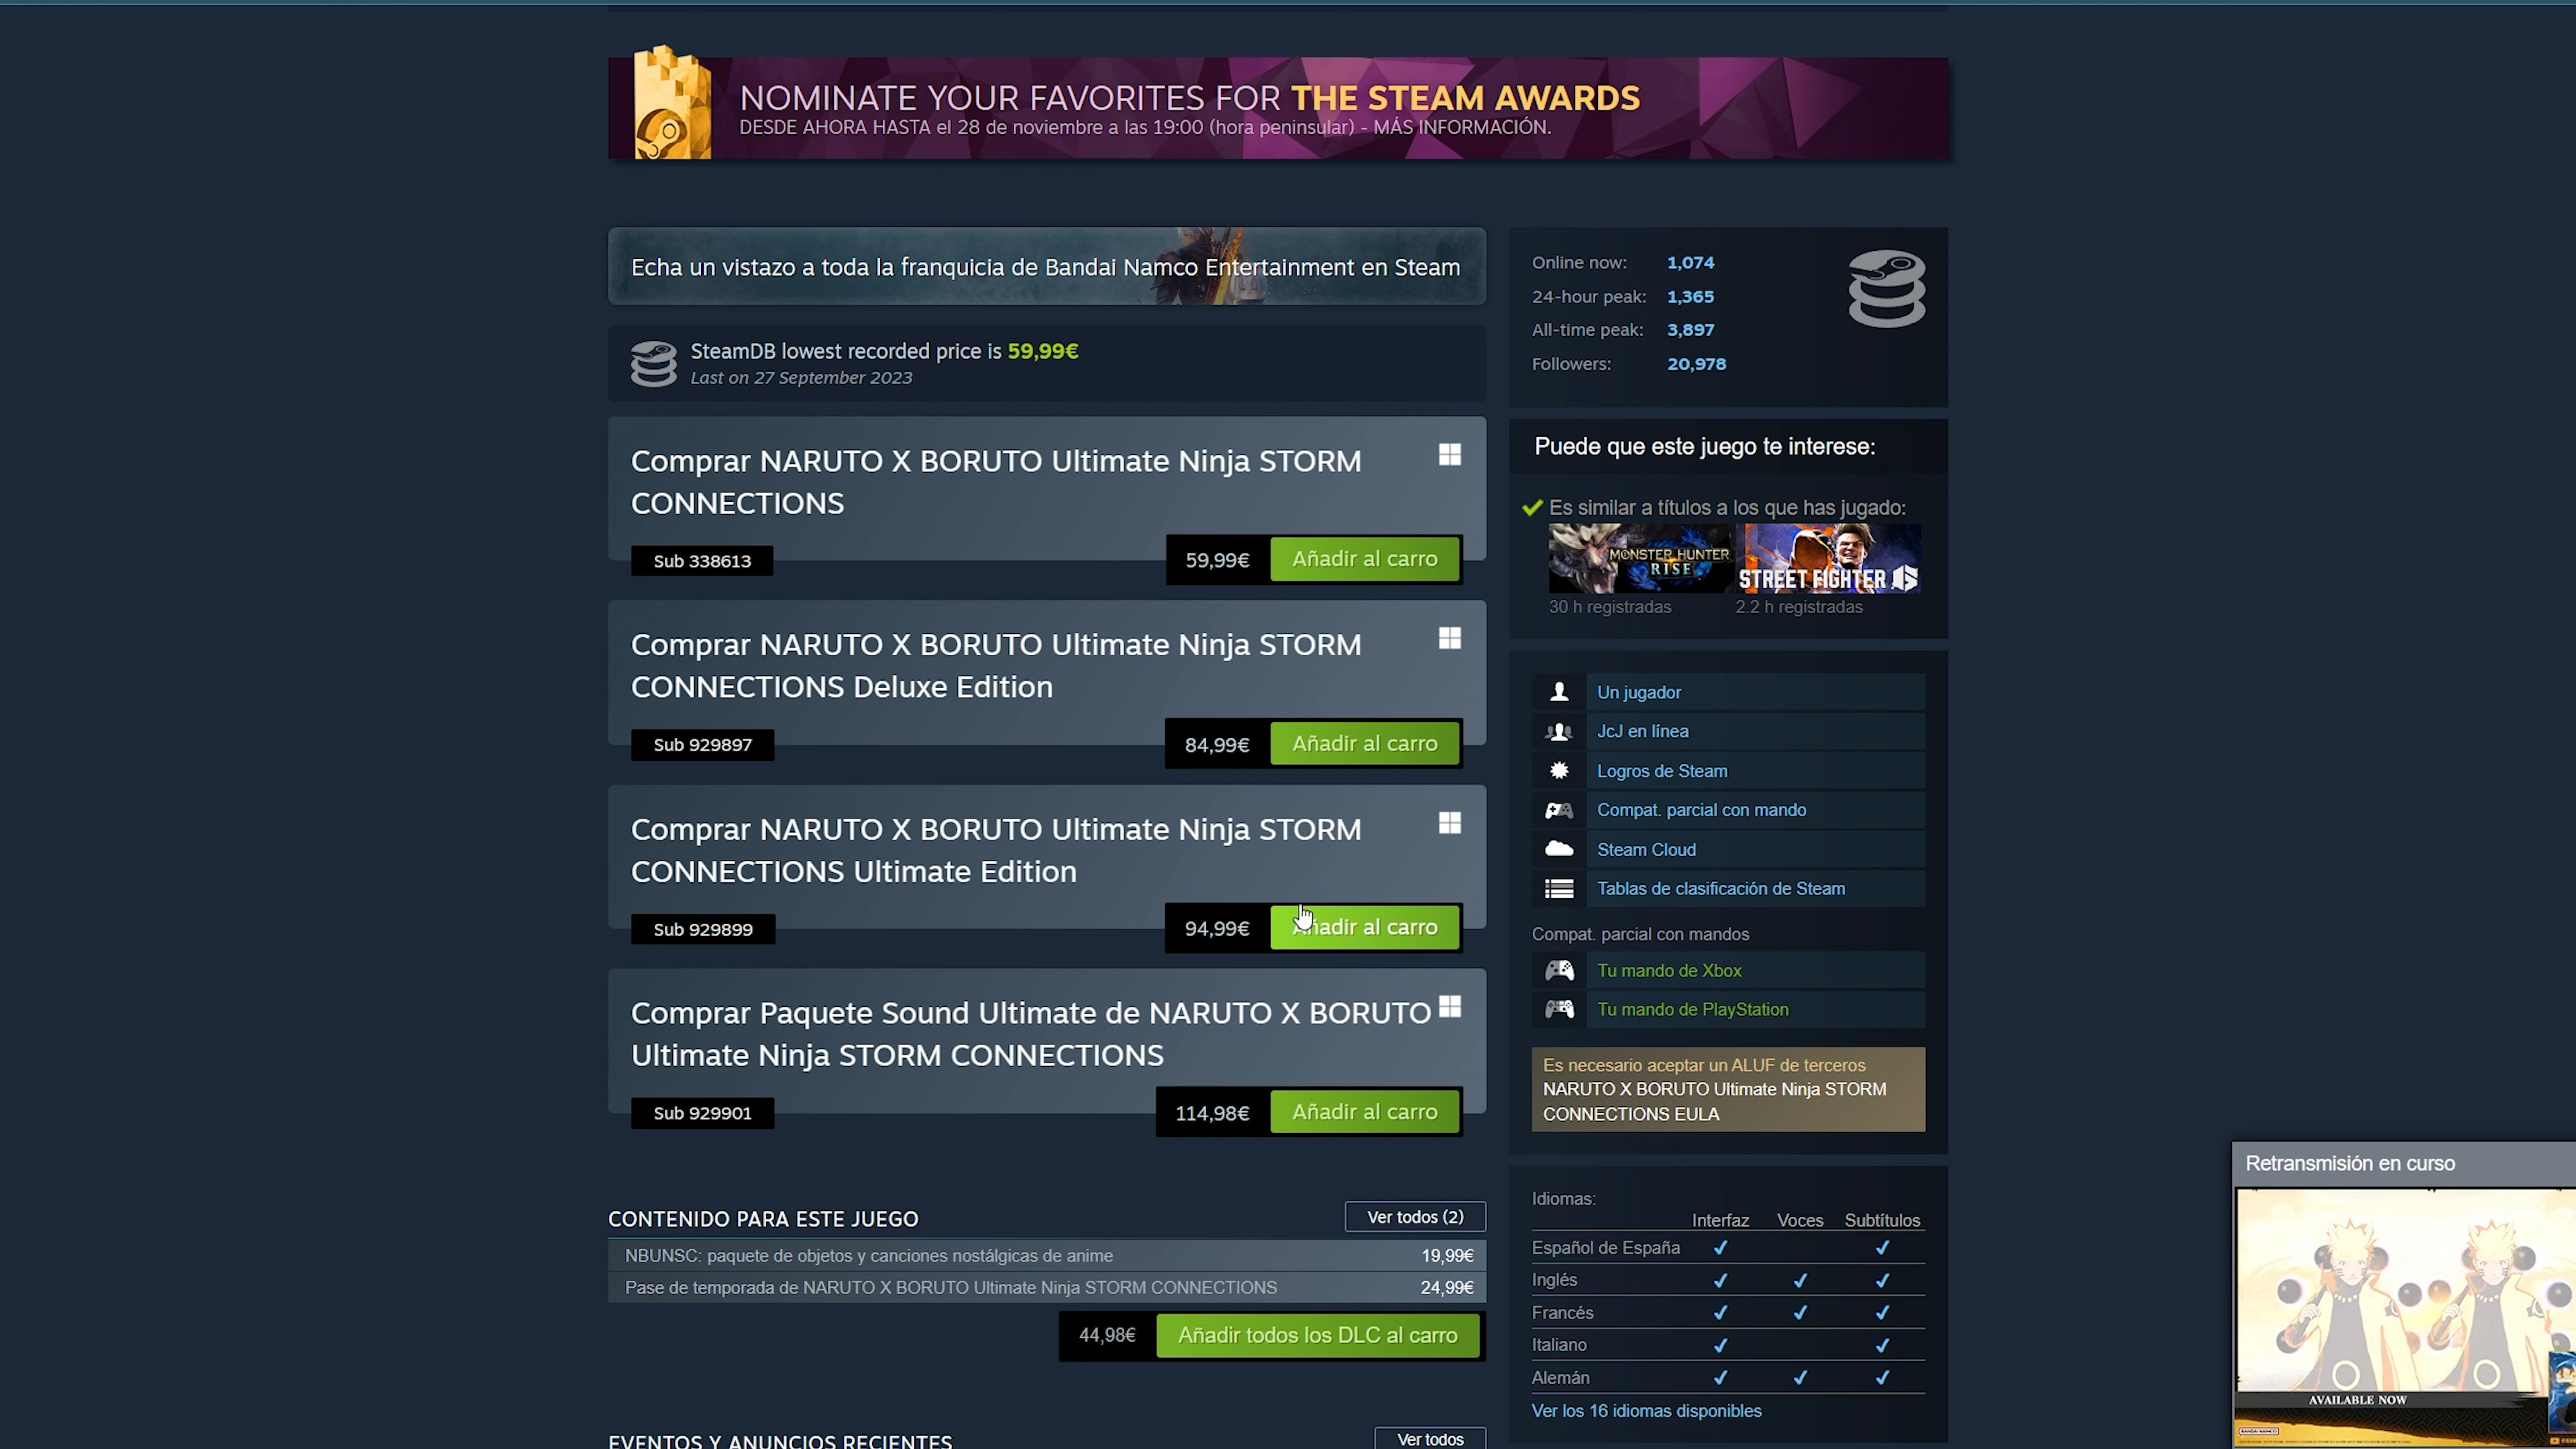 NOMINATE YOUR FAVORITES FOR THE STEAM AWARDS
DESDE AHORA HASTA el 28 de noviembre a las 19:00 (hora peninsular) - MÁS INFORMACIÓN.
Echa un vistazo a toda la franquicia de Bandai Namco Entertainment en Steam
SteamDB lowest recorded price is 59,99€
Last on 27 September 2023
Comprar NARUTO X BORUTO Ultimate Ninja STORM
CONNECTIONS
Sub 338613
59,99€
Añadir al carro
Comprar NARUTO X BORUTO Ultimate Ninja STORM
CONNECTIONS Deluxe Edition
Sub 929897
84,99€
Añadir al carro
Comprar NARUTO X BORUTO Ultimate Ninja STORM
CONNECTIONS Ultimate Edition
Sub 929899
94,99€
Añadir al carro
Comprar Paquete Sound Ultimate de NARUTO X BORUTO
Ultimate Ninja STORM CONNECTIONS
Sub 929901
114,98€
Añadir al carro
CONTENIDO PARA ESTE JUEGO
Ver todos (2)
NBUNSC: paquete de objetos y canciones nostálgicas de anime 19,99€
Pase de temporada de NARUTO X BORUTO Ultimate Ninja STORM CONNECTIONS 24,99€
44,98€
Añadir todos los DLC al carro
EVENTOS Y ANUNCIOS RECIENTES
Ver todos
Online now: 1,074
24-hour peak: 1,365
All-time peak: 3,897
Followers: 20,978
Puede que este juego te interese:
Es similar a títulos a los que has jugado:
MONSTER HUNTER
RISE
STREET FIGHTER 6
30 h registradas
2.2 h registradas
Un jugador
JcJ en línea
Logros de Steam
Compat. parcial con mando
Steam Cloud
Tablas de clasificación de Steam
Compat. parcial con mandos
Tu mando de Xbox
Tu mando de PlayStation
Es necesario aceptar un ALUF de terceros
NARUTO X BORUTO Ultimate Ninja STORM
CONNECTIONS EULA
Idiomas:
Interfaz Voces Subtítulos
Español de España
Inglés
Francés
Italiano
Alemán
Ver los 16 idiomas disponibles
Retransmisión en curso
AVAILABLE NOW